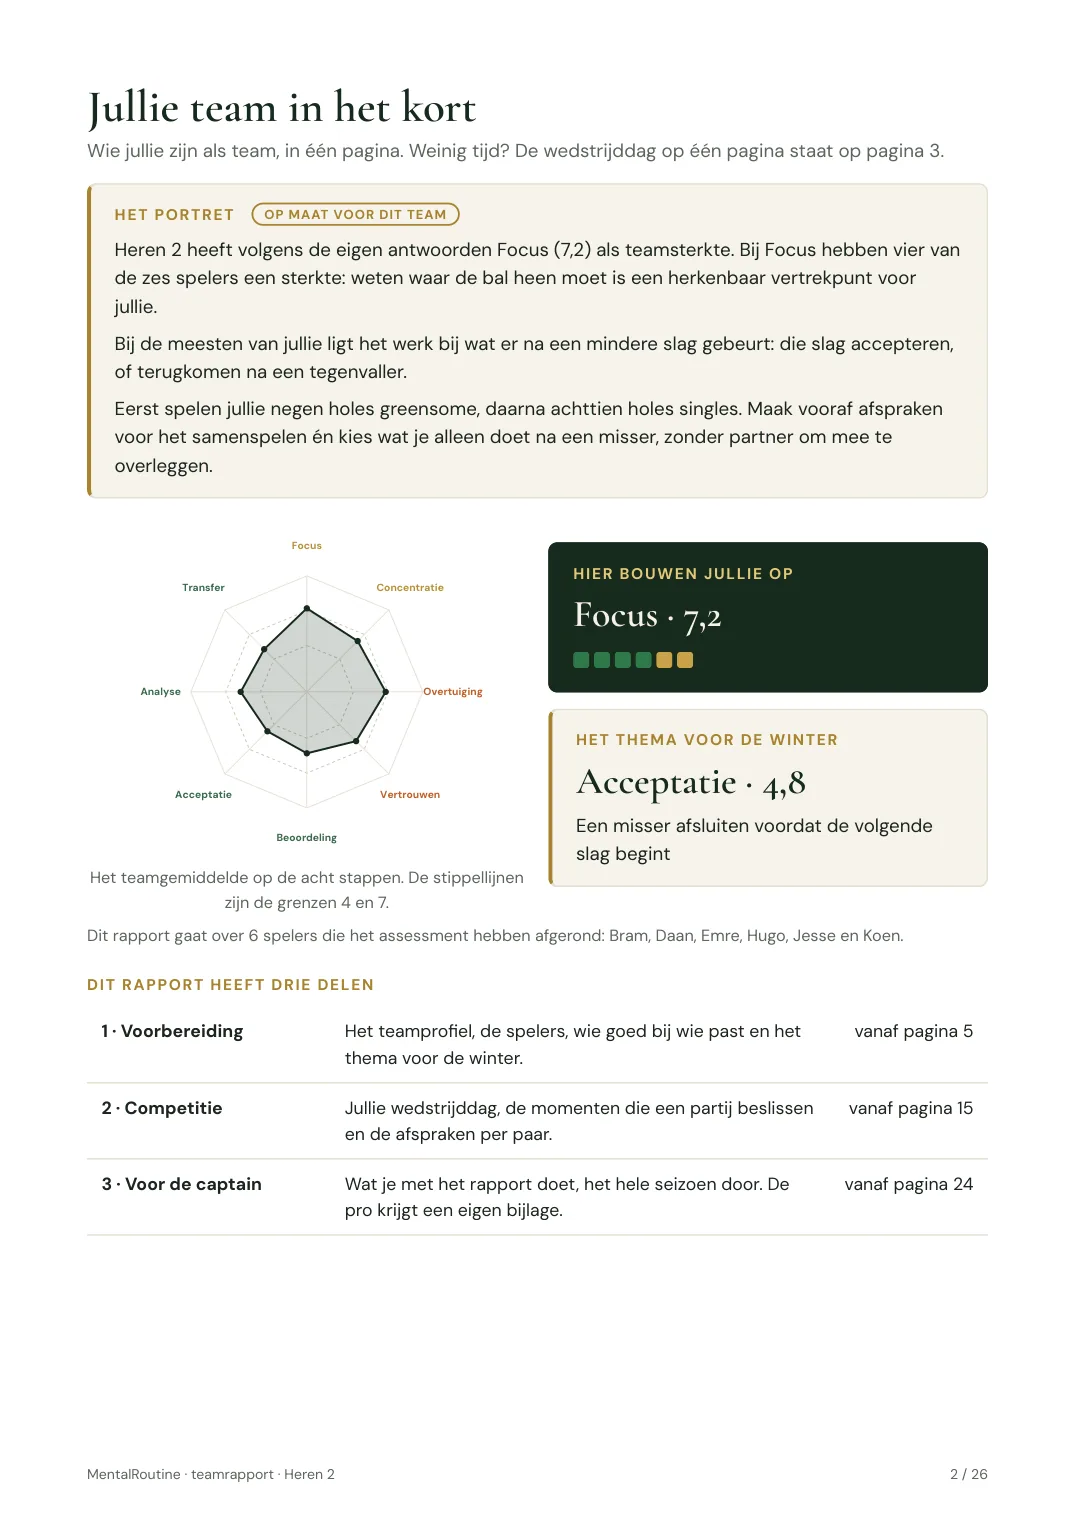 Jullie team in het kort
Wie jullie zijn als team, in één pagina. Weinig tijd? De wedstrijddag op één pagina staat op pagina 3.
HET PORTRET OP MAAT VOOR DIT TEAM
Heren 2 heeft volgens de eigen antwoorden Focus (7,2) als teamsterkte. Bij Focus hebben vier van
de zes spelers een sterkte: weten waar de bal heen moet is een herkenbaar vertrekpunt voor
jullie.
Bij de meesten van jullie ligt het werk bij wat er na een mindere slag gebeurt: die slag accepteren,
of terugkomen na een tegenvaller.
Eerst spelen jullie negen holes greensome, daarna achttien holes singles. Maak vooraf afspraken
voor het samenspelen én kies wat je alleen doet na een misser, zonder partner om mee te
overleggen.
Focus
Transfer
Concentratie
Analyse
Overtuiging
Acceptatie
Vertrouwen
Beoordeling
Het teamgemiddelde op de acht stappen. De stippellijnen
zijn de grenzen 4 en 7.
HIER BOUWEN JULLIE OP
Focus · 7,2
HET THEMA VOOR DE WINTER
Acceptatie · 4,8
Een misser afsluiten voordat de volgende
slag begint
Dit rapport gaat over 6 spelers die het assessment hebben afgerond: Bram, Daan, Emre, Hugo, Jesse en Koen.
DIT RAPPORT HEEFT DRIE DELEN
1 · Voorbereiding
Het teamprofiel, de spelers, wie goed bij wie past en het
thema voor de winter.
vanaf pagina 5
2 · Competitie
Jullie wedstrijddag, de momenten die een partij beslissen
en de afspraken per paar.
vanaf pagina 15
3 · Voor de captain
Wat je met het rapport doet, het hele seizoen door. De
pro krijgt een eigen bijlage.
vanaf pagina 24
MentalRoutine · teamrapport · Heren 2
2 / 26